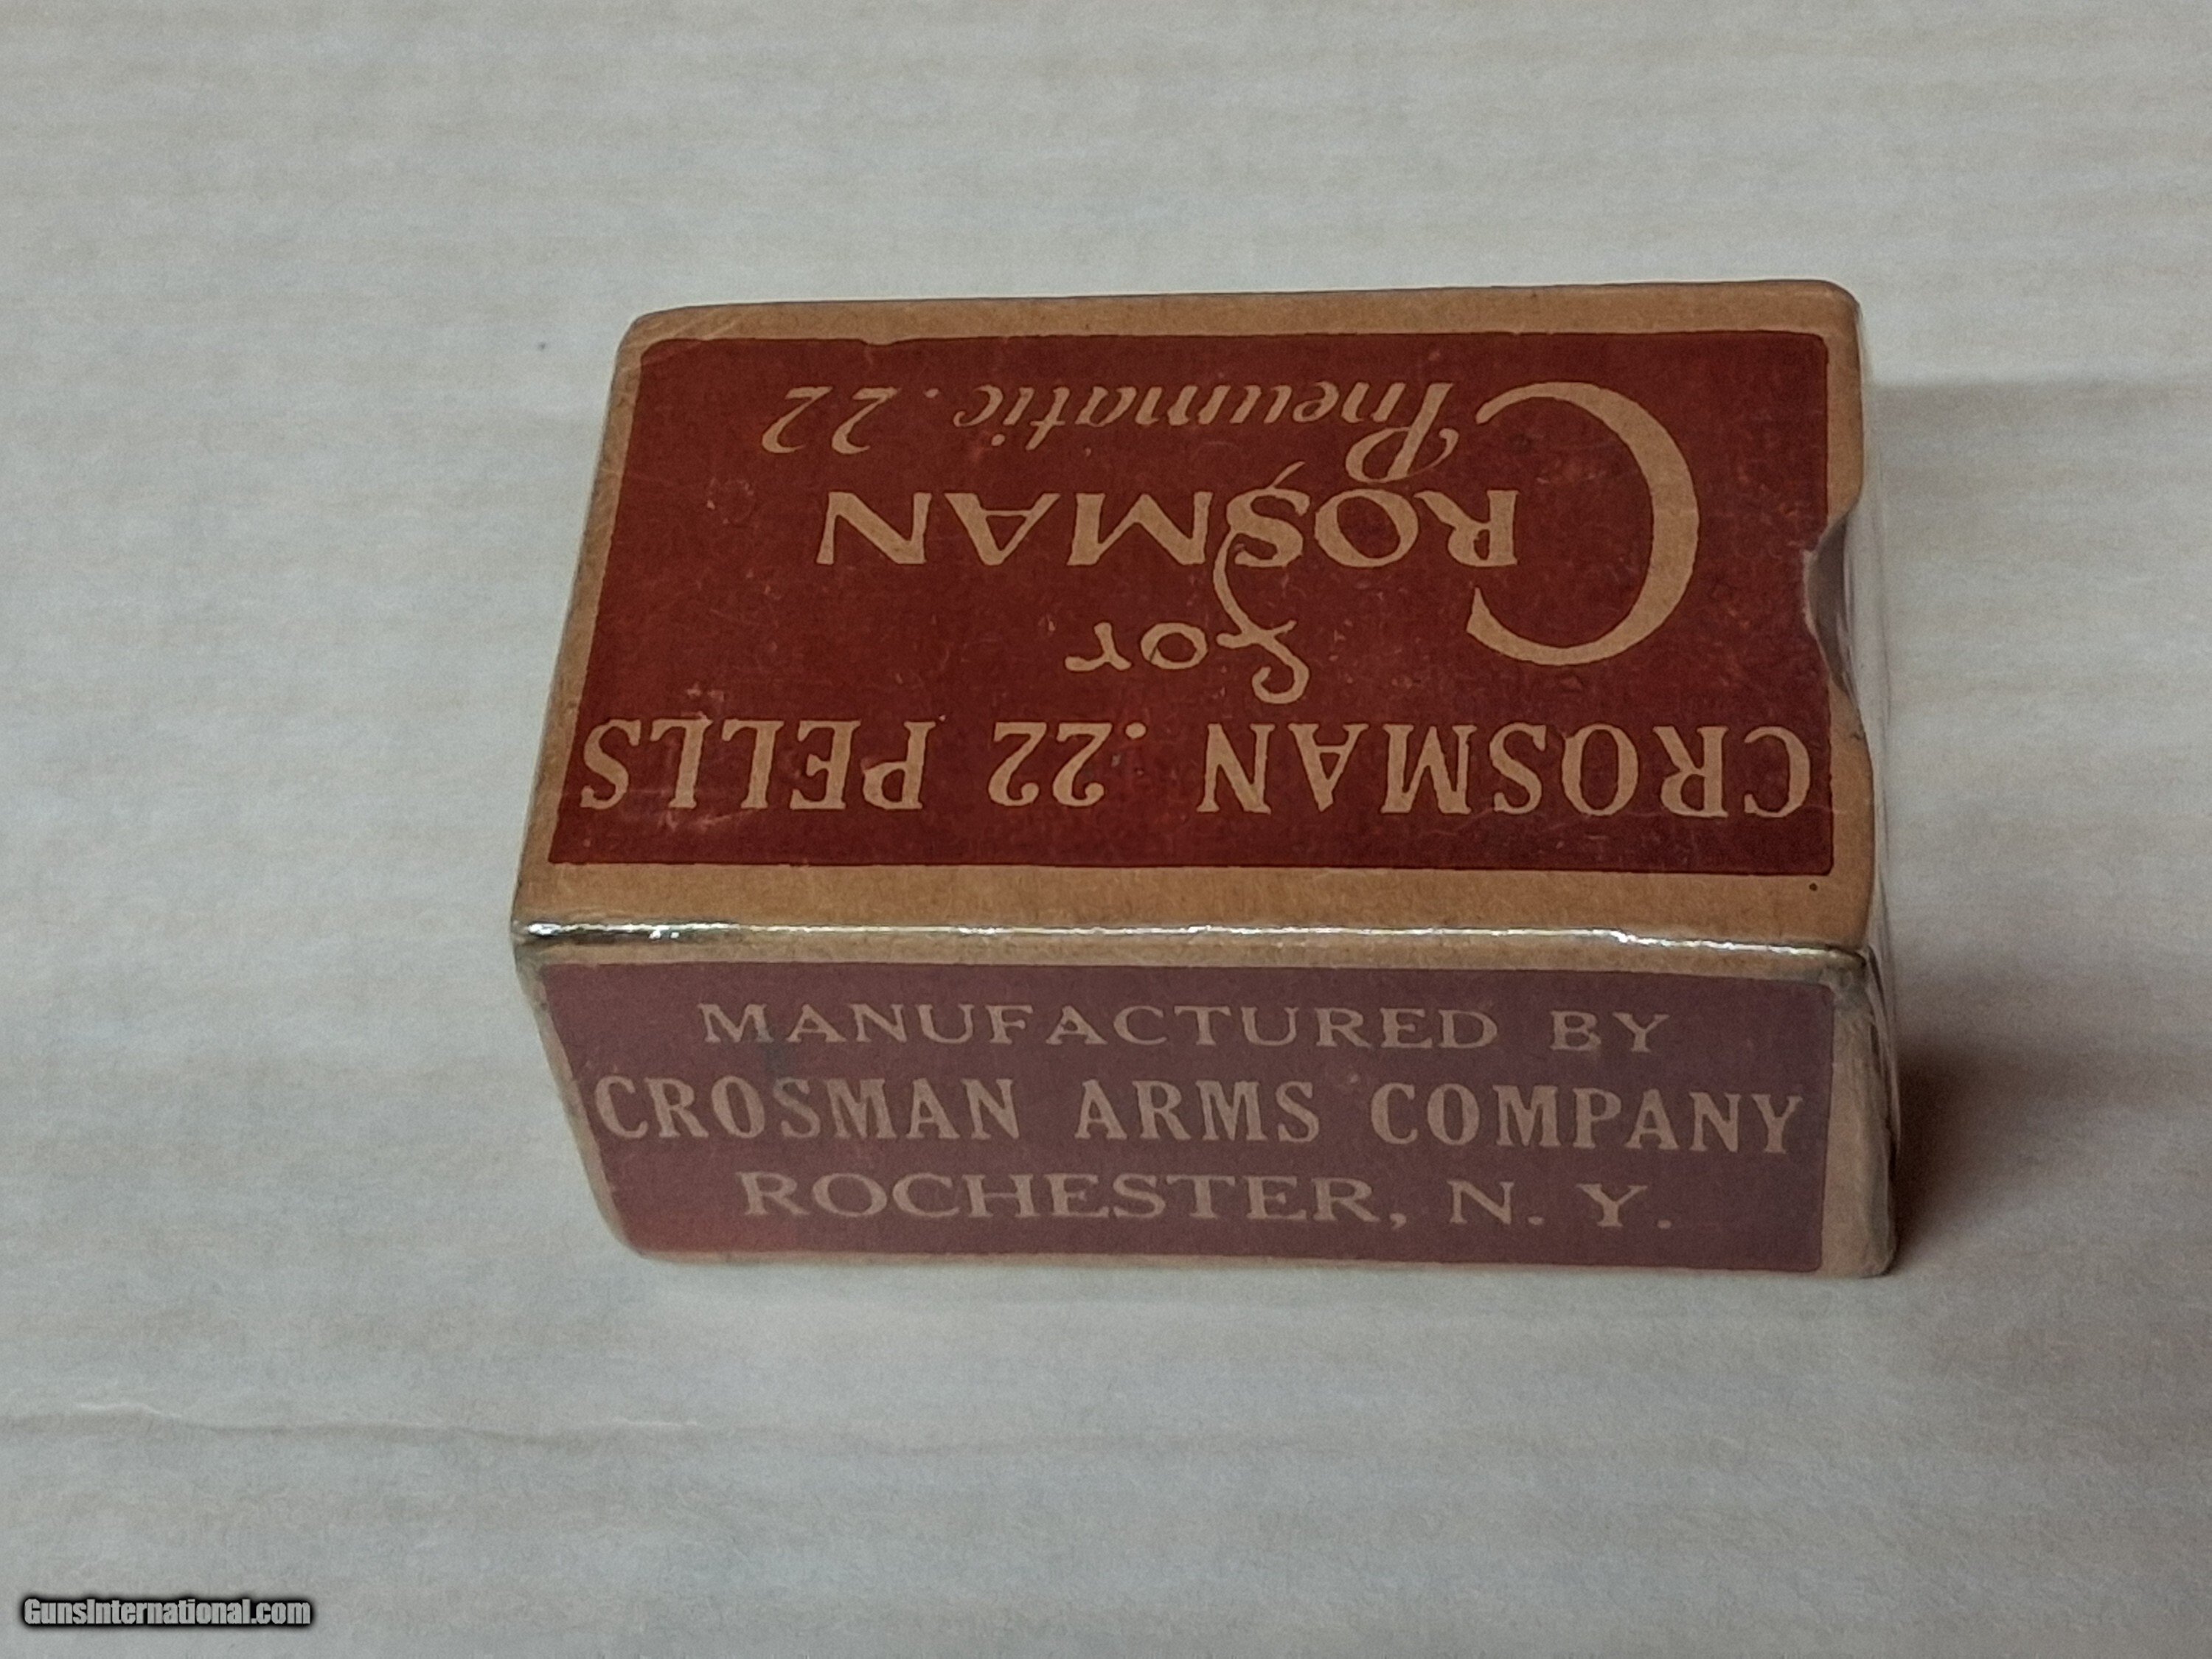 CROSMAN .22 PELLS
for
CROSMAN
Pneumatic .22
MANUFACTURED BY
CROSMAN ARMS COMPANY
ROCHESTER, N. Y.
GunsInternational.com